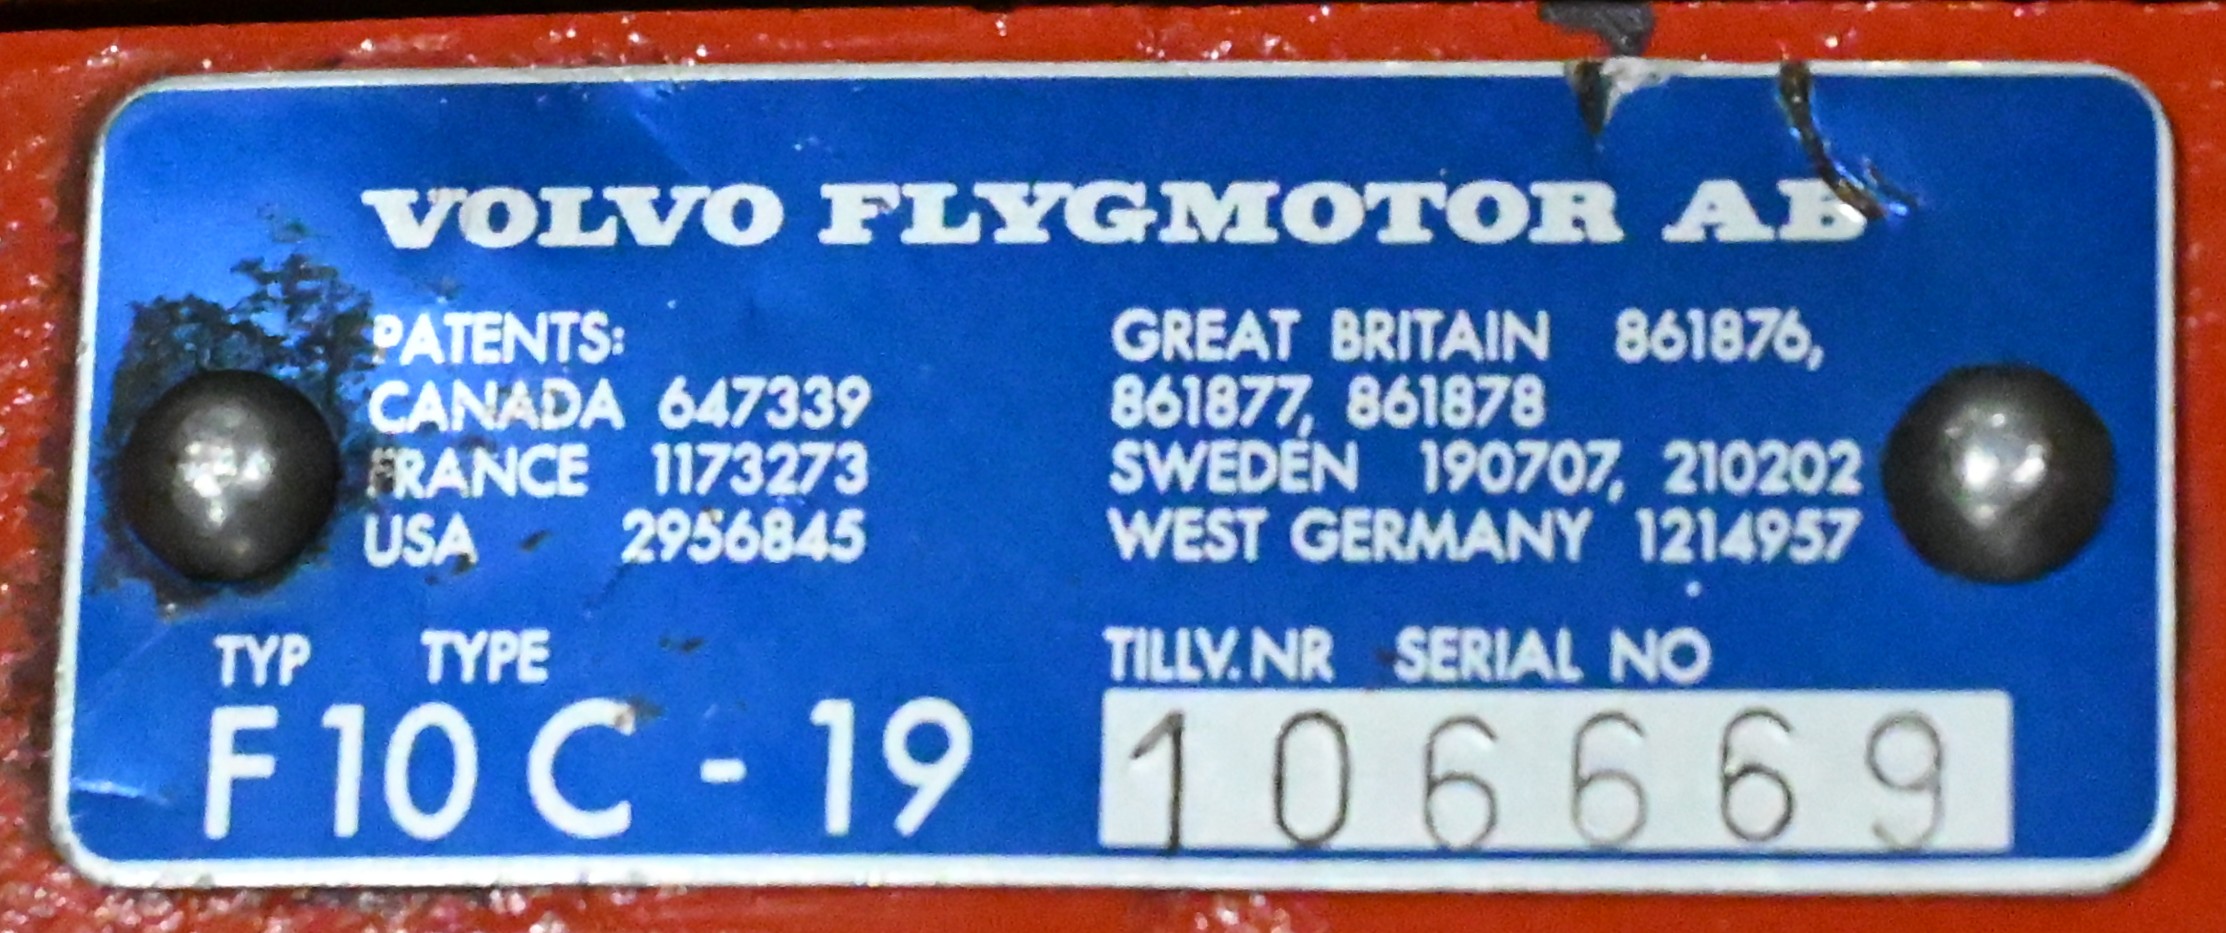 VOLVO FLYGMOTOR AB
PATENTS:
CANADA 647339
FRANCE 1173273
USA 2956845
GREAT BRITAIN 861876,
861877, 861878
SWEDEN 190707, 210202
WEST GERMANY 1214957
TYP TYPE
F10C-19
TILLV.NR SERIAL NO
106669